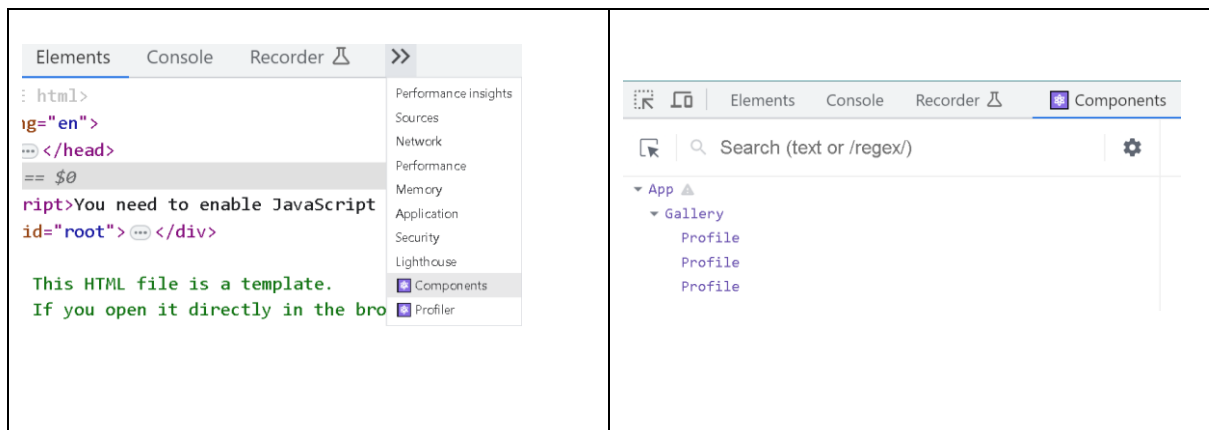 Elements Console Recorder
html>
ng="en">
</head>
== $0
ript>You need to enable JavaScript
id="root"> </div>
This HTML file is a template.
If you open it directly in the bro
Performance insights
Sources
Network
Performance
Memory
Application
Security
Lighthouse
Components
Profiler
Elements Console Recorder Components
Search (text or /regex/)
App
Gallery
Profile
Profile
Profile